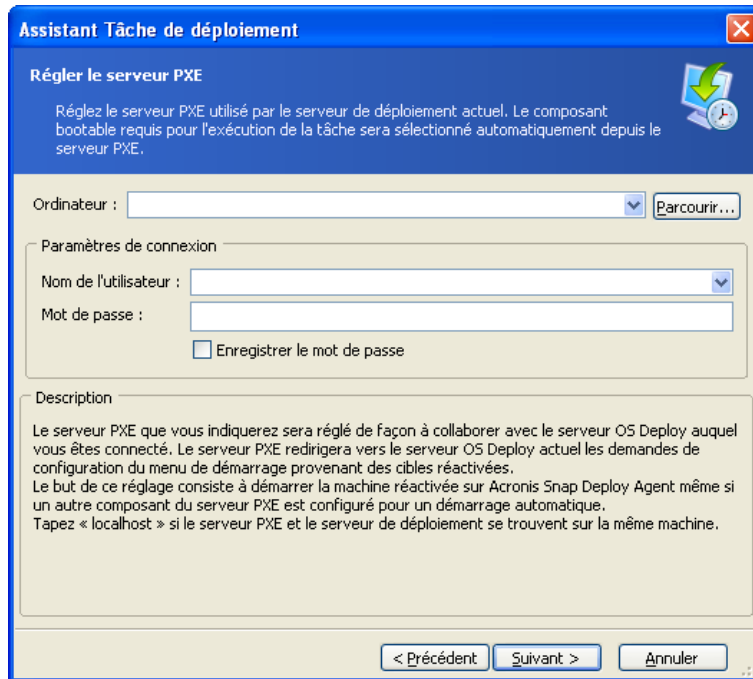 Assistant Tâche de déploiement
Régler le serveur PXE
Réglez le serveur PXE utilisé par le serveur de déploiement actuel. Le composant
bootable requis pour l'exécution de la tâche sera sélectionné automatiquement depuis le
serveur PXE.
Ordinateur :
Parcourir...
Paramètres de connexion
Nom de l'utilisateur :
Mot de passe :
Enregistrer le mot de passe
Description
Le serveur PXE que vous indiquerez sera réglé de façon à collaborer avec le serveur OS Deploy auquel
vous êtes connecté. Le serveur PXE redirigera vers le serveur OS Deploy actuel les demandes de
configuration du menu de démarrage provenant des cibles réactivées.
Le but de ce réglage consiste à démarrer la machine réactivée sur Acronis Snap Deploy Agent même si
un autre composant du serveur PXE est configuré pour un démarrage automatique.
Tapez « localhost » si le serveur PXE et le serveur de déploiement se trouvent sur la même machine.
< Précédent
Suivant >
Annuler